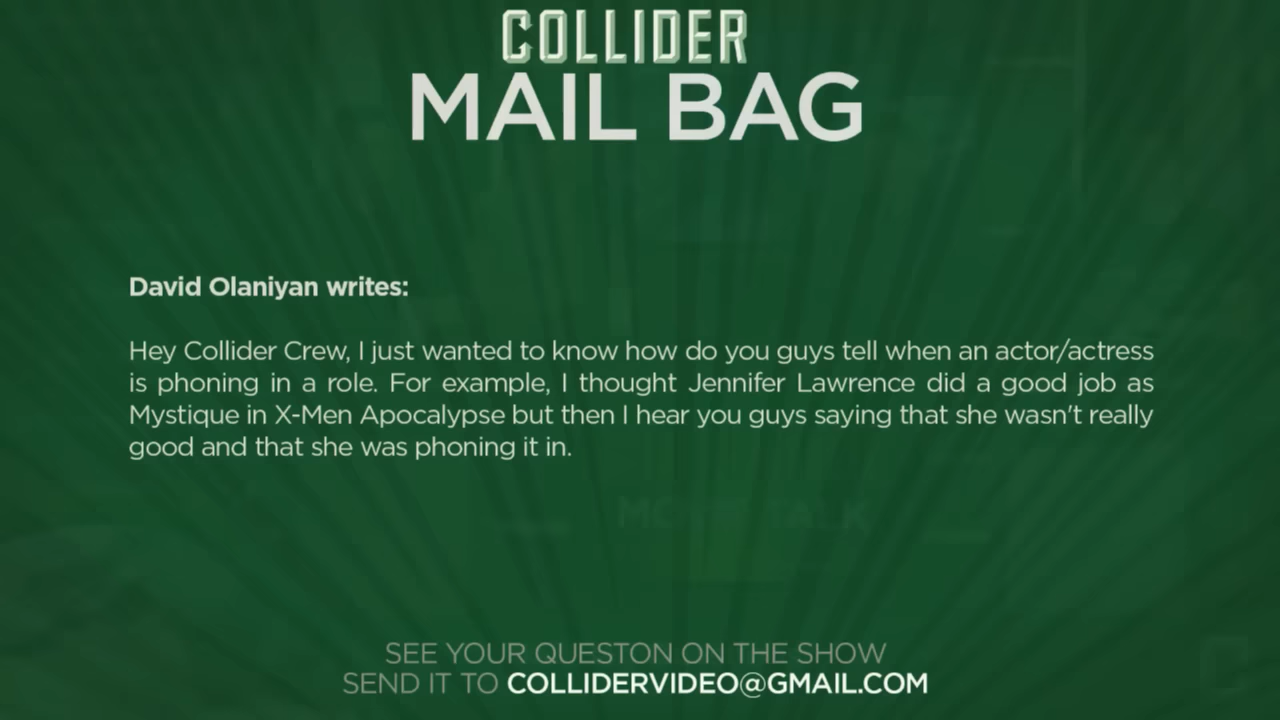 COLLIDER
MAIL BAG
David Olaniyan writes:
Hey Collider Crew, I just wanted to know how do you guys tell when an actor/actress
is phoning in a role. For example, I thought Jennifer Lawrence did a good job as
Mystique in X-Men Apocalypse but then I hear you guys saying that she wasn't really
good and that she was phoning it in.
SEE YOUR QUESTON ON THE SHOW
SEND IT TO COLLIDERVIDEO@GMAIL.COM